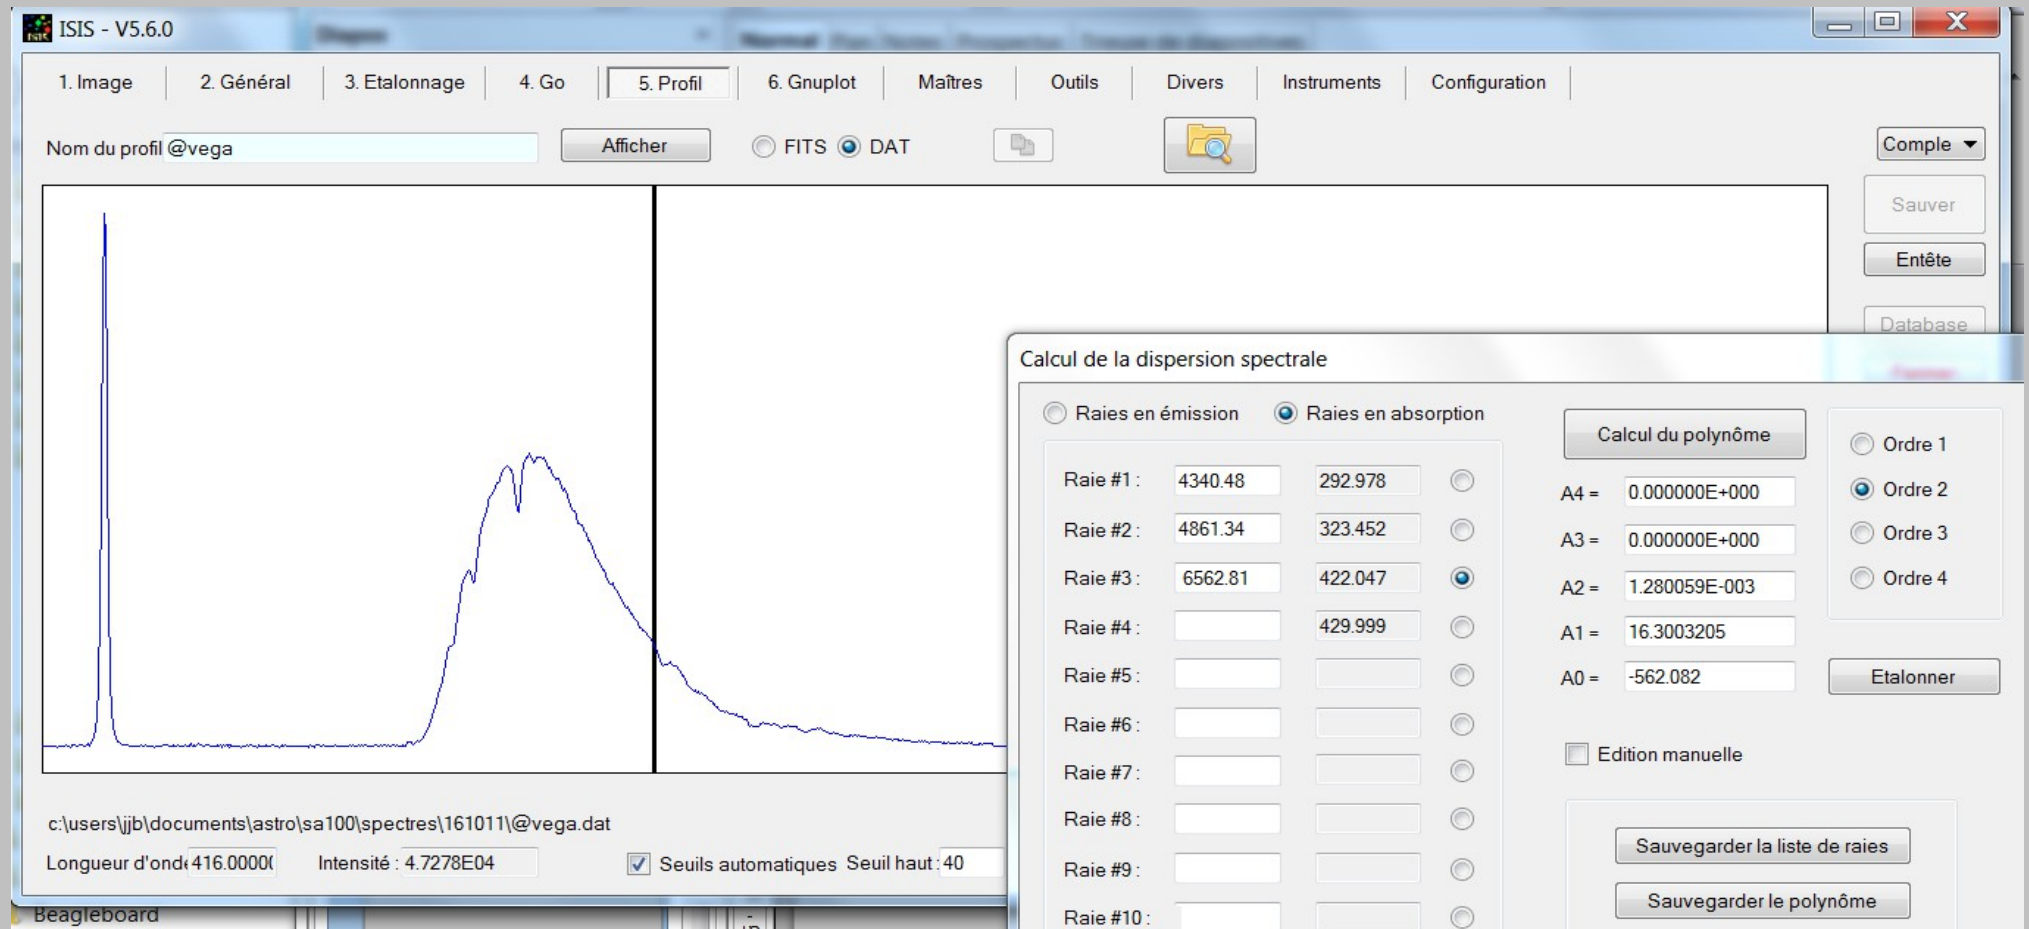 ISIS - V5.6.0
Normal
1. Image 2. Général 3. Etalonnage 4. Go 5. Profil 6. Gnuplot Maîtres Outils Divers Instruments Configuration
Nom du profil @vega Afficher FITS DAT Comple
Sauver
Entête
Database
Calcul de la dispersion spectrale
Raies en émission Raies en absorption
Calcul du polynôme
Ordre 1
Raie #1 : 4340.48 292.978 A4 = 0.000000E+000 Ordre 2
Raie #2 : 4861.34 323.452 A3 = 0.000000E+000 Ordre 3
Raie #3 : 6562.81 422.047 A2 = 1.280059E-003 Ordre 4
Raie #4 : 429.999 A1 = 16.3003205
Raie #5 : A0 = -562.082 Etalonner
Raie #6 :
Edition manuelle
Raie #7 :
Raie #8 :
c:\users\jjb\documents\astro\sa100\spectres\161011\@vega.dat
Sauvegarder la liste de raies
Longueur d'onde 416.0000 Intensité : 4.7278E04 Seuils automatiques Seuil haut : 40
Raie #9 :
Sauvegarder le polynôme
Beagleboard
Raie #10 :